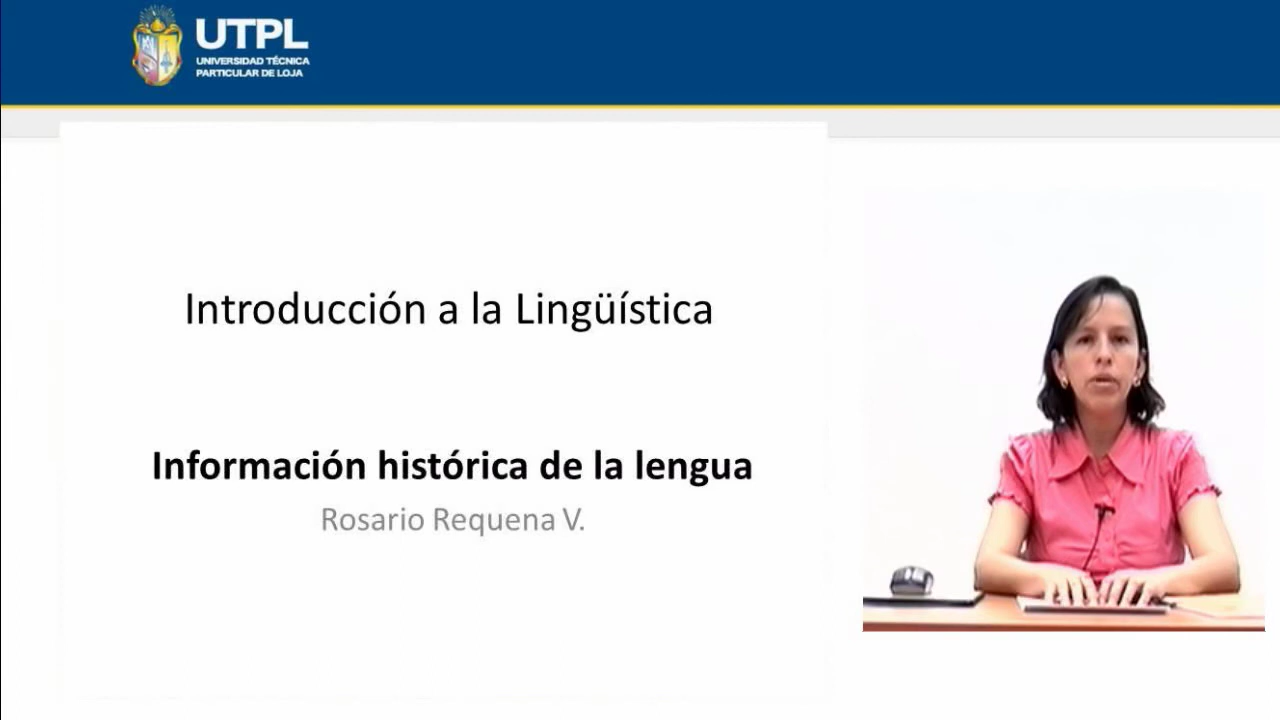 UTPL
UNIVERSIDAD TÉCNICA
PARTICULAR DE LOJA
Introducción a la Lingüística
Información histórica de la lengua
Rosario Requena V.